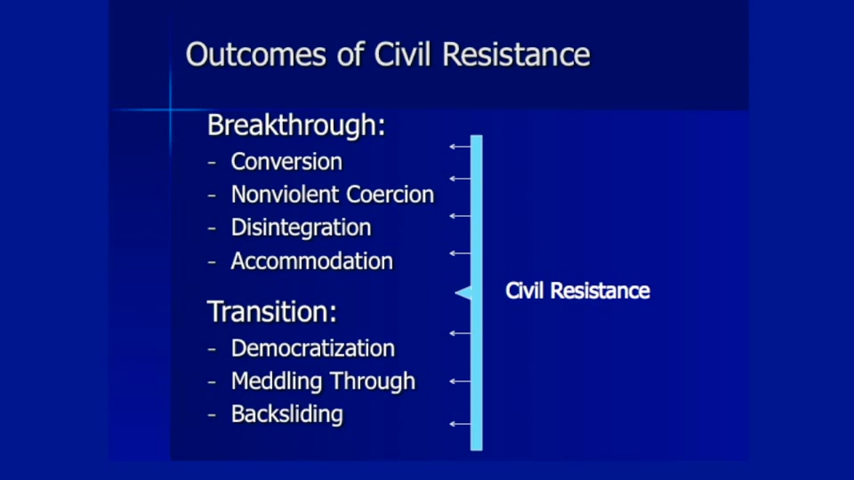 Outcomes of Civil Resistance
Breakthrough:
- Conversion
- Nonviolent Coercion
- Disintegration
- Accommodation
Civil Resistance
Transition:
- Democratization
- Meddling Through
- Backsliding